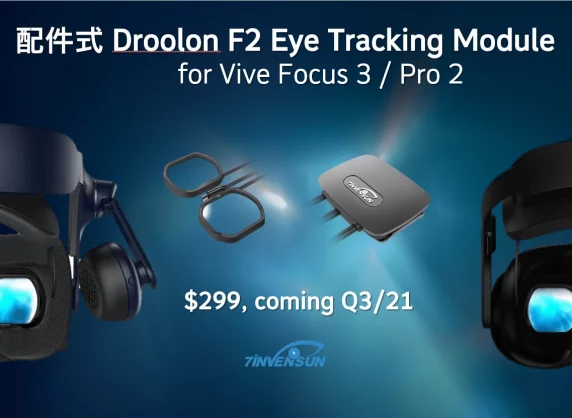 配件式 Droolon F2 Eye Tracking Module
for Vive Focus 3 / Pro 2
7INVENSUN
$299, coming Q3/21
7INVENSUN